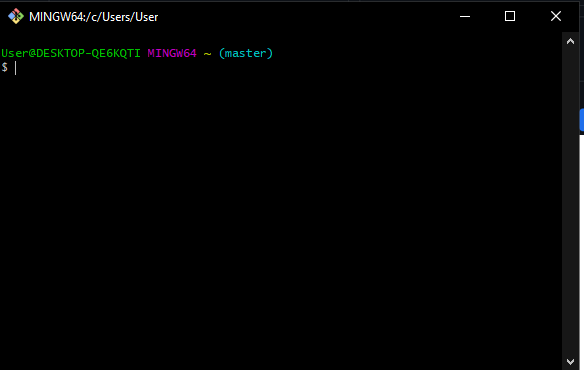 MINGW64:/c/Users/User
User@DESKTOP-QE6KQTI MINGW64 ~ (master)
$